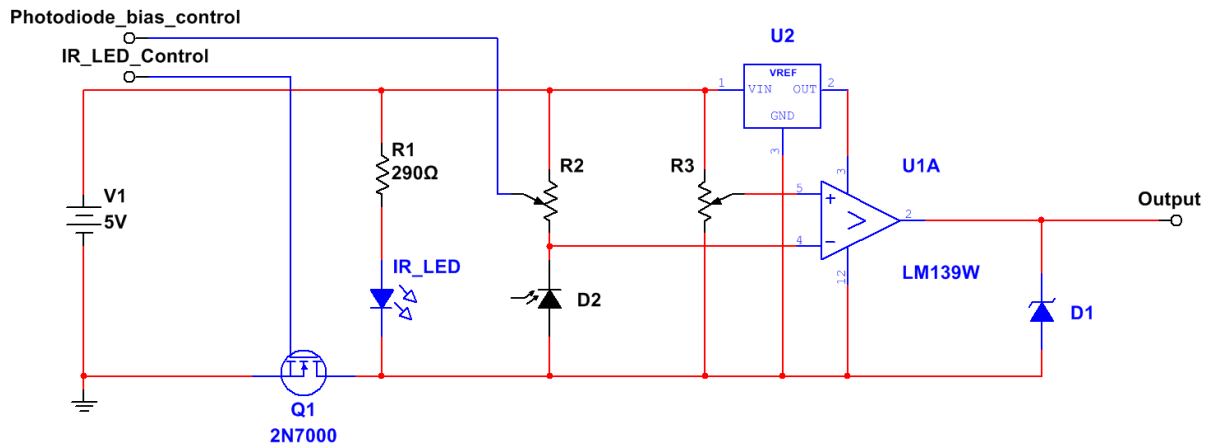 Photodiode_bias_control
IR_LED_Control
U2
VREF
1 VIN OUT 2
GND
3
R1
290Ω
R2
R3
3
U1A
V1
5V
5
+
>
2
Output
4
−
IR_LED
D2
12
LM139W
D1
Q1
2N7000